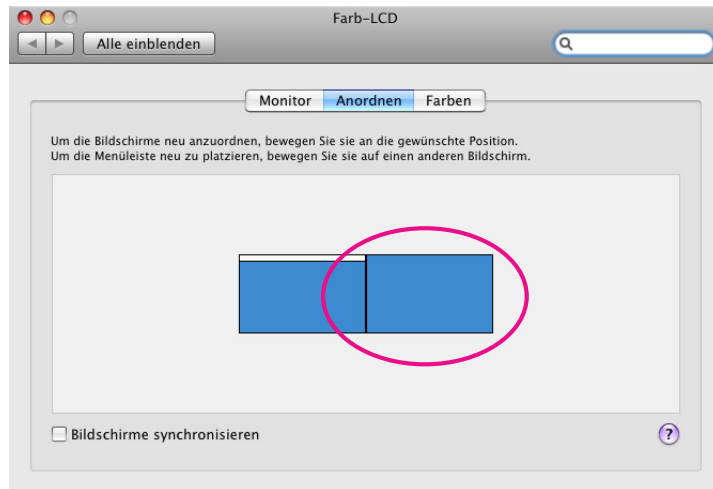 Farb-LCD
Alle einblenden
Monitor Anordnen Farben
Um die Bildschirme neu anzuordnen, bewegen Sie sie an die gewünschte Position.
Um die Menüleiste neu zu platzieren, bewegen Sie sie auf einen anderen Bildschirm.
Bildschirme synchronisieren
?